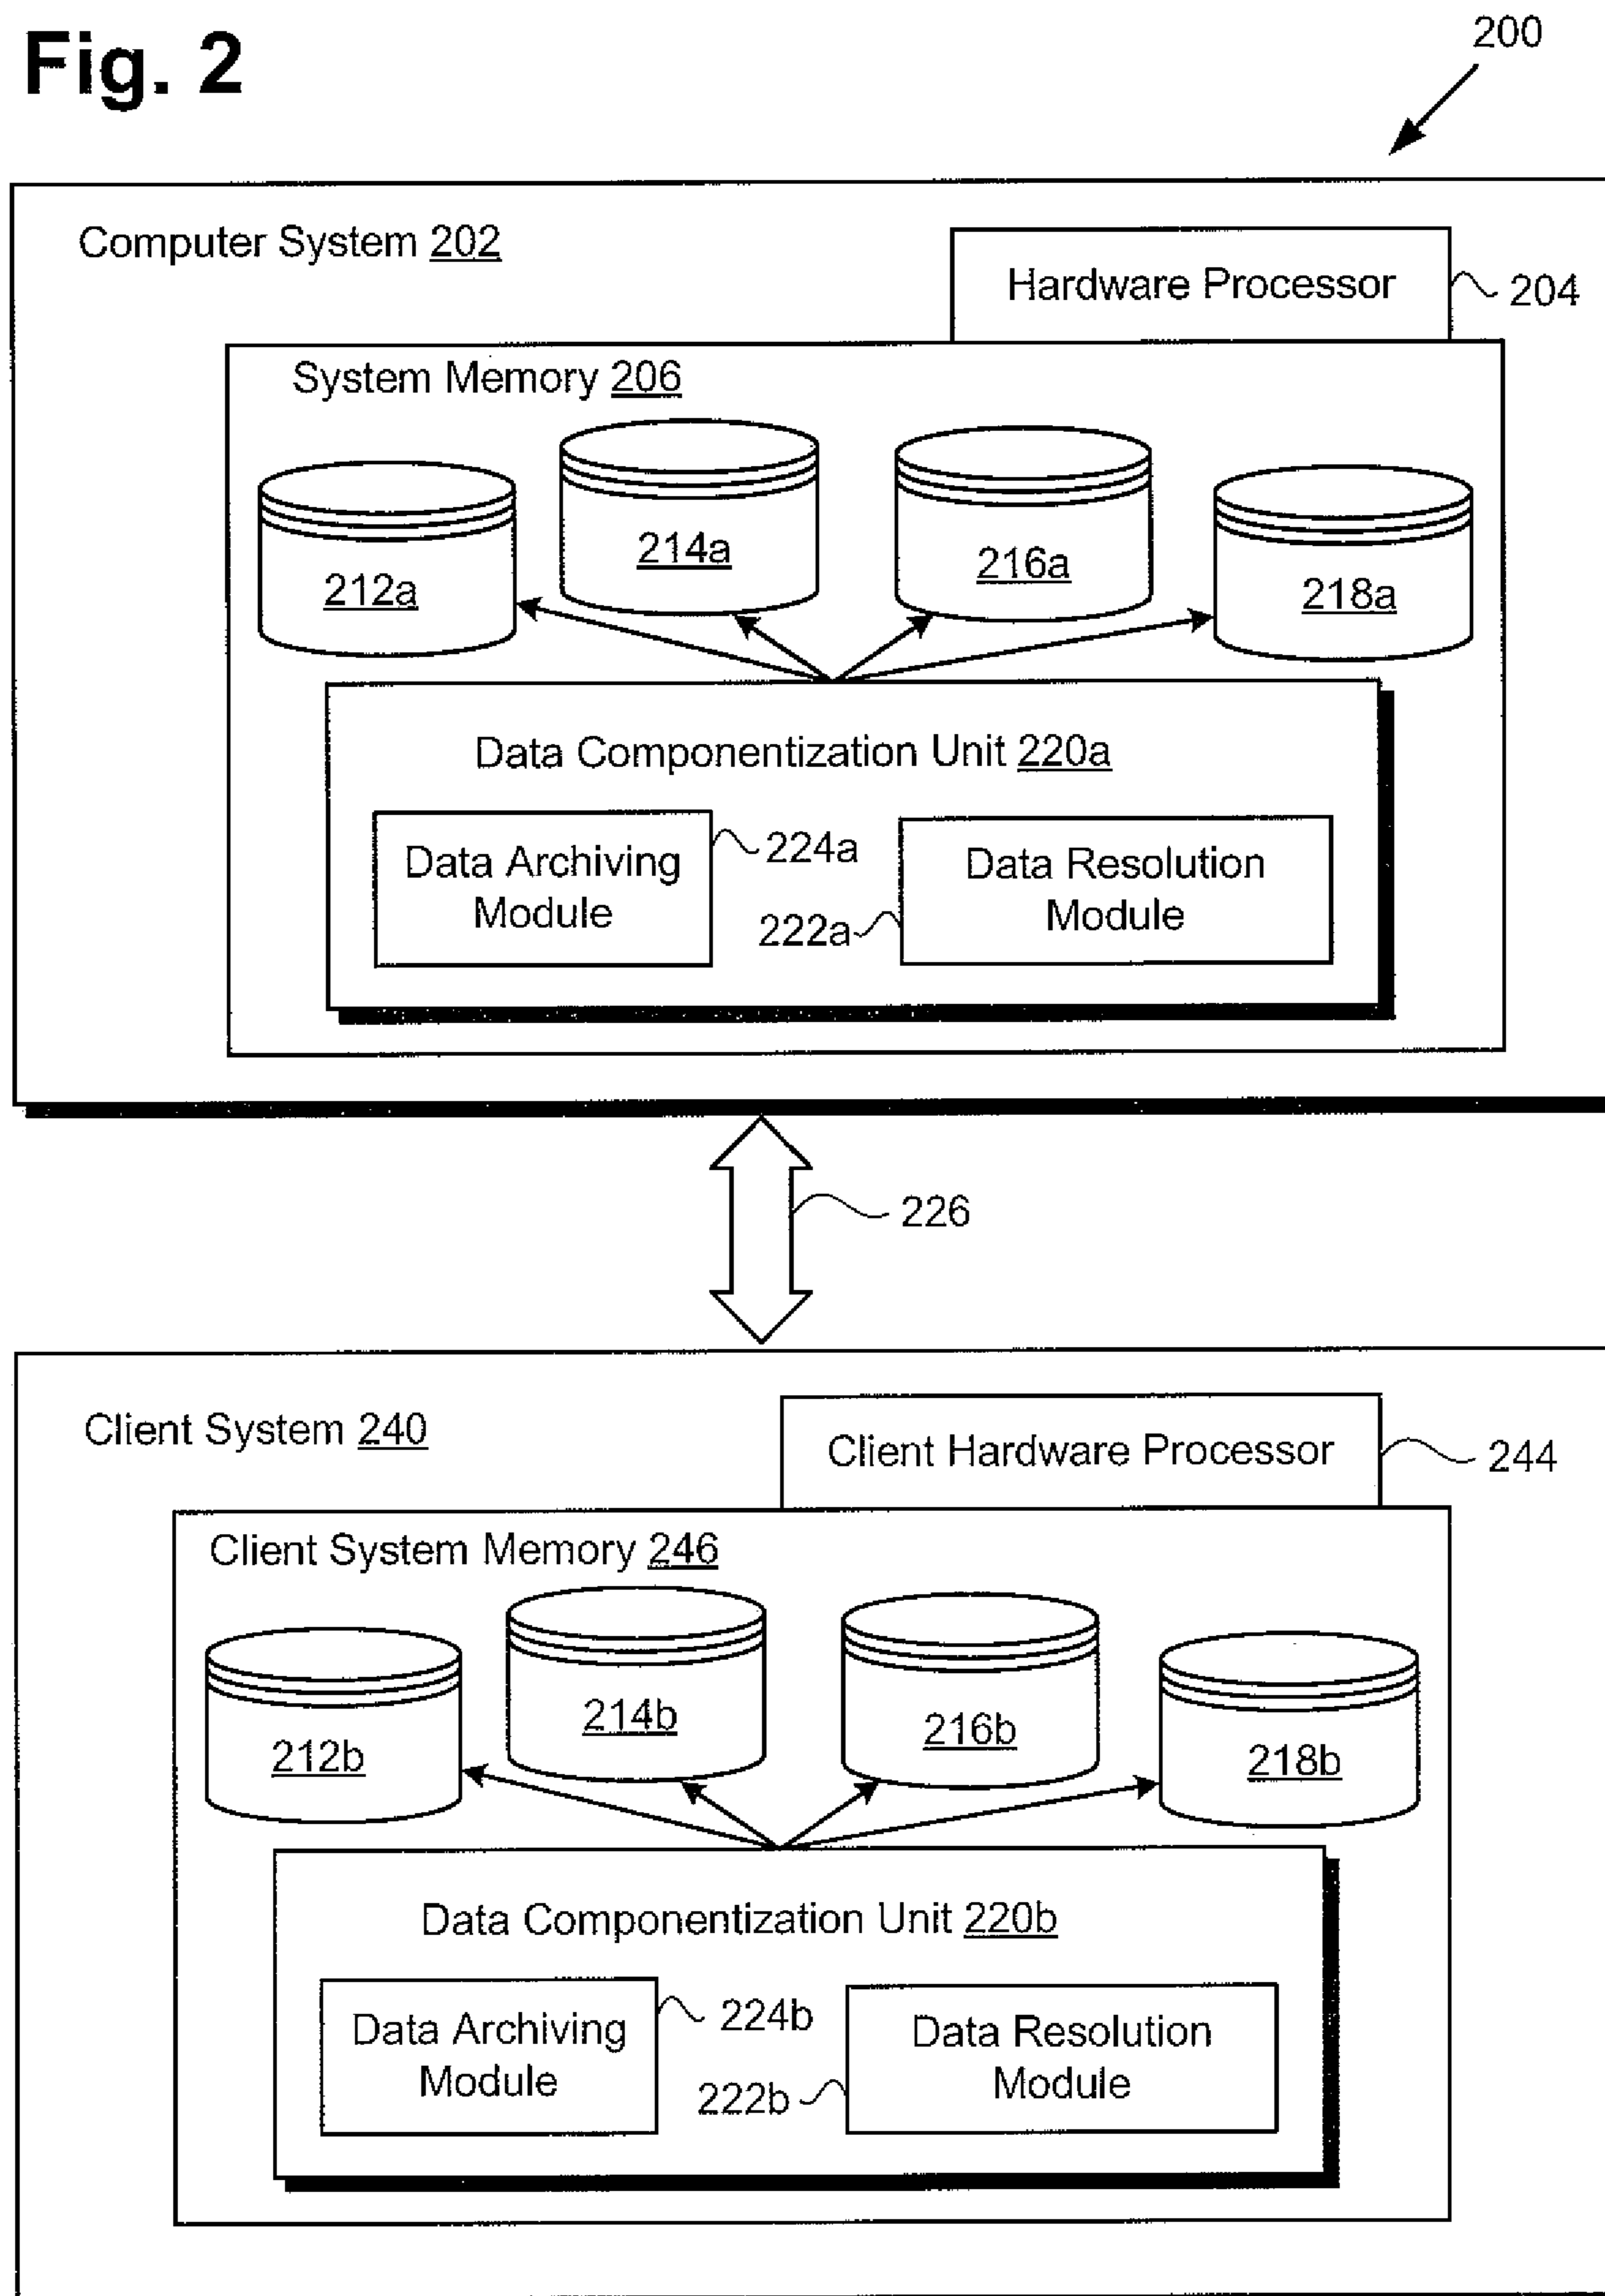 Fig. 2
200
Computer System 202
Hardware Processor
204
System Memory 206
212a
214a
216a
218a
Data Componentization Unit 220a
Data Archiving
Module
224a
222a
Data Resolution
Module
226
Client System 240
Client Hardware Processor
244
Client System Memory 246
212b
214b
216b
218b
Data Componentization Unit 220b
Data Archiving
Module
224b
222b
Data Resolution
Module